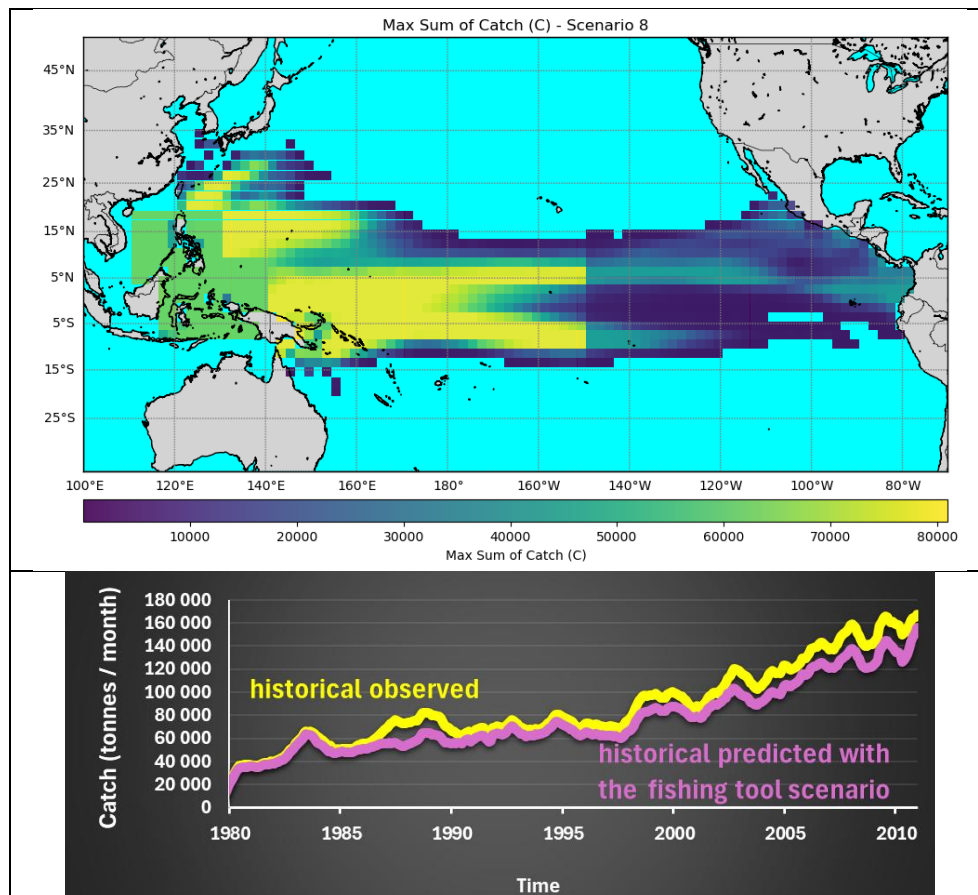 Max Sum of Catch (C) - Scenario 8
45°N
35°N
25°N
15°N
5°N
5°S
15°S
25°S
100°E 120°E 140°E 160°E 180° 160°W 140°W 120°W 100°W 80°W
10000 20000 30000 40000 50000 60000 70000 80000
Max Sum of Catch (C)
Catch (tonnes / month)
180 000
160 000
140 000
120 000
100 000
80 000
60 000
40 000
20 000
0
historical observed
historical predicted with
the fishing tool scenario
1980 1985 1990 1995 2000 2005 2010
Time